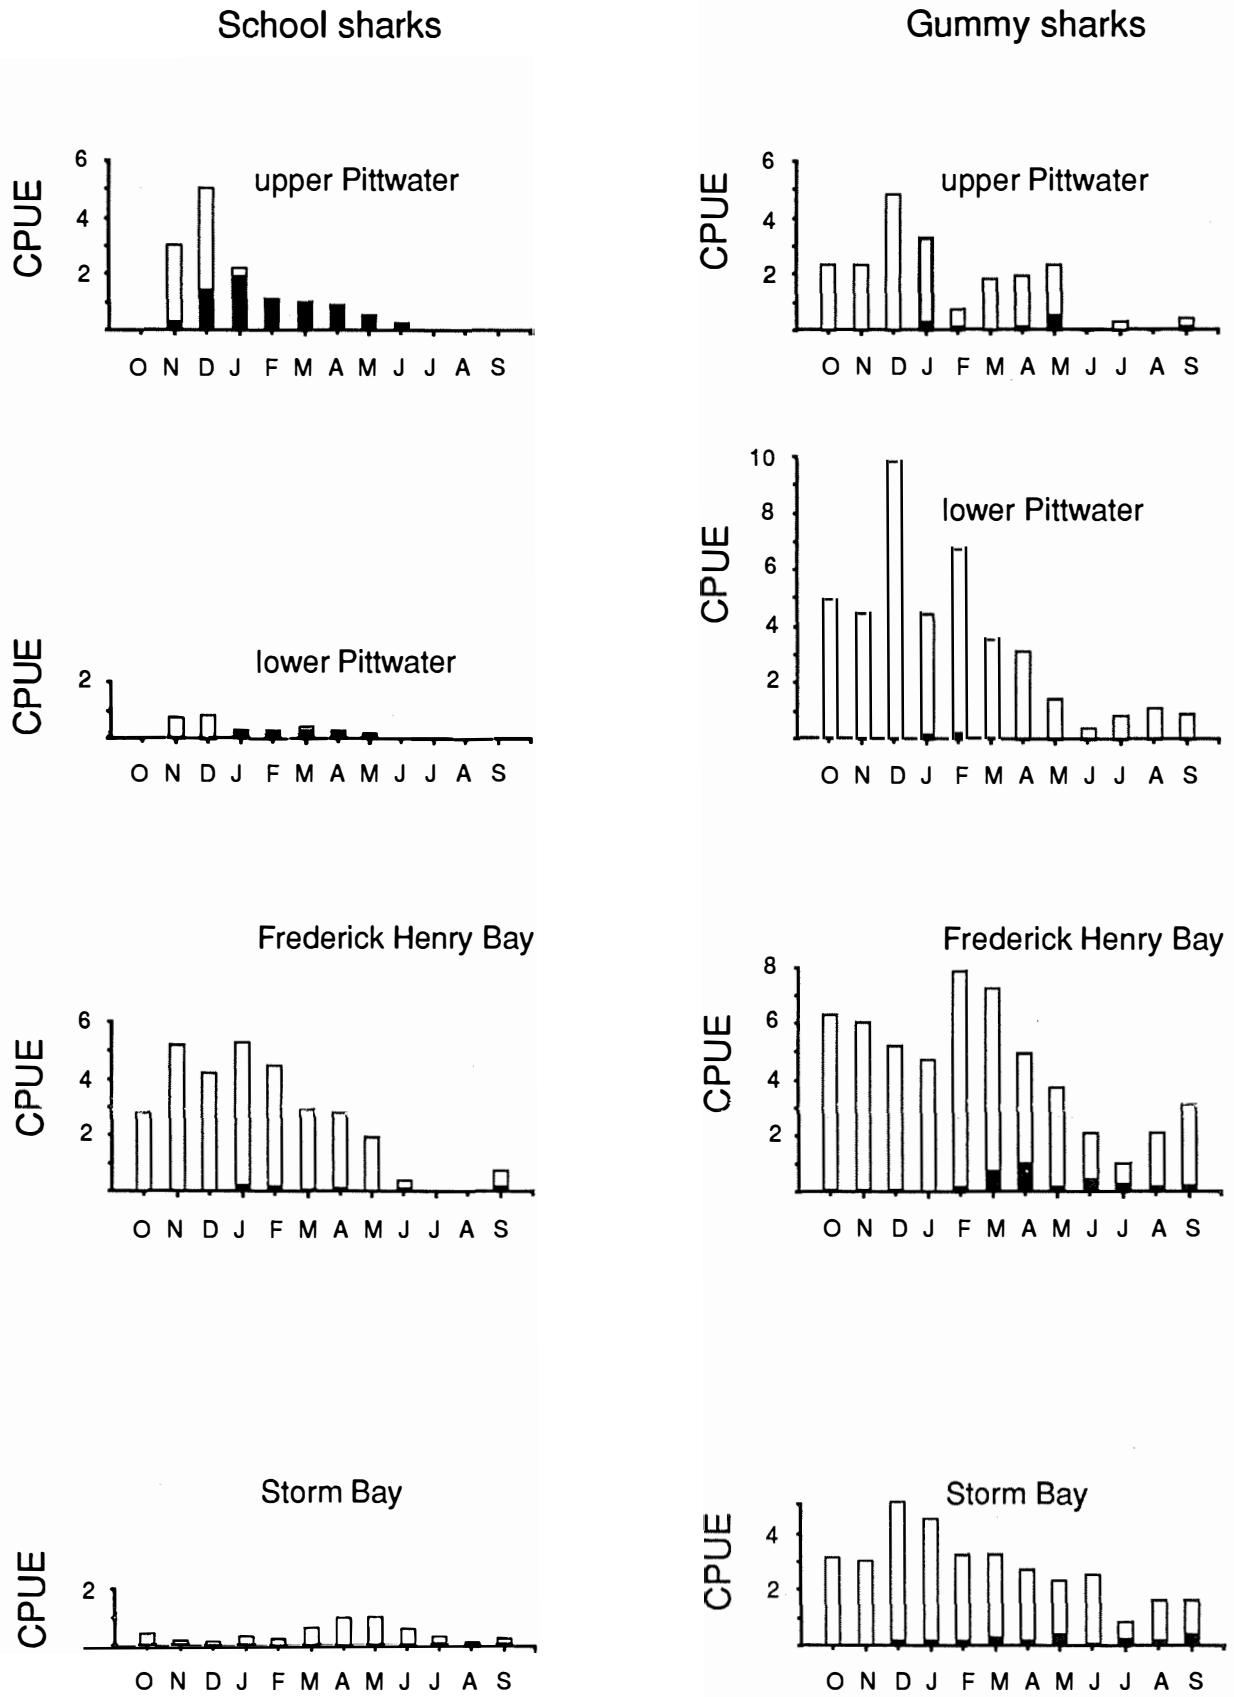 School sharks
Gummy sharks
6
4
2
CPUE
upper Pittwater
O N D J F M A M J J A S
6
4
2
CPUE
upper Pittwater
O N D J F M A M J J A S
2
CPUE
lower Pittwater
O N D J F M A M J J A S
10
8
6
4
2
CPUE
lower Pittwater
O N D J F M A M J J A S
6
4
2
CPUE
Frederick Henry Bay
O N D J F M A M J J A S
8
6
4
2
CPUE
Frederick Henry Bay
O N D J F M A M J J A S
2
CPUE
Storm Bay
O N D J F M A M J J A S
4
2
CPUE
Storm Bay
O N D J F M A M J J A S